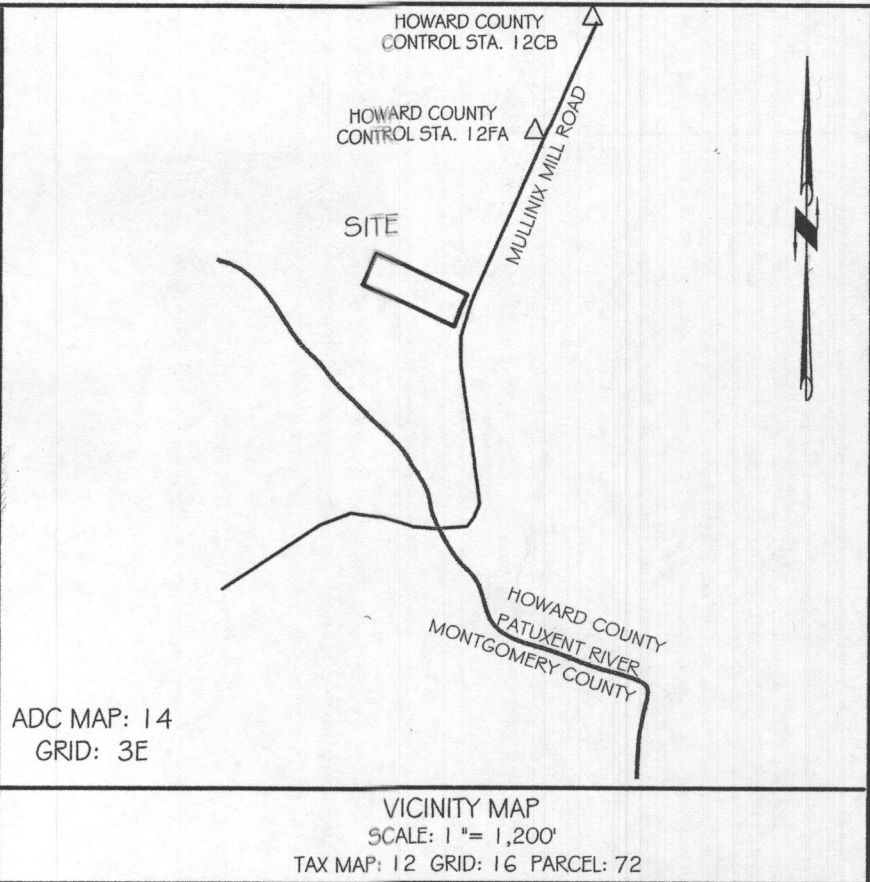 HOWARD COUNTY
CONTROL STA. 12CB
HOWARD COUNTY
CONTROL STA. 12FA
MULLINIX MILL ROAD
SITE
HOWARD COUNTY
PATUXENT RIVER
MONTGOMERY COUNTY
ADC MAP: 14
GRID: 3E
VICINITY MAP
SCALE: 1 "= 1,200'
TAX MAP: 12 GRID: 16 PARCEL: 72